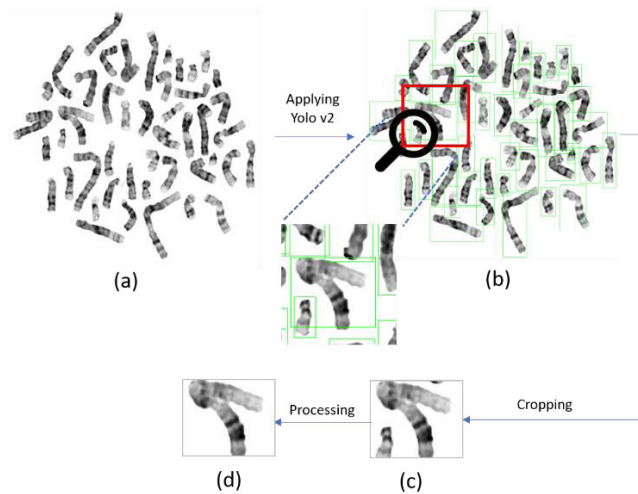 Applying
Yolo v2
(a)
(b)
Processing
Cropping
(d)
(c)